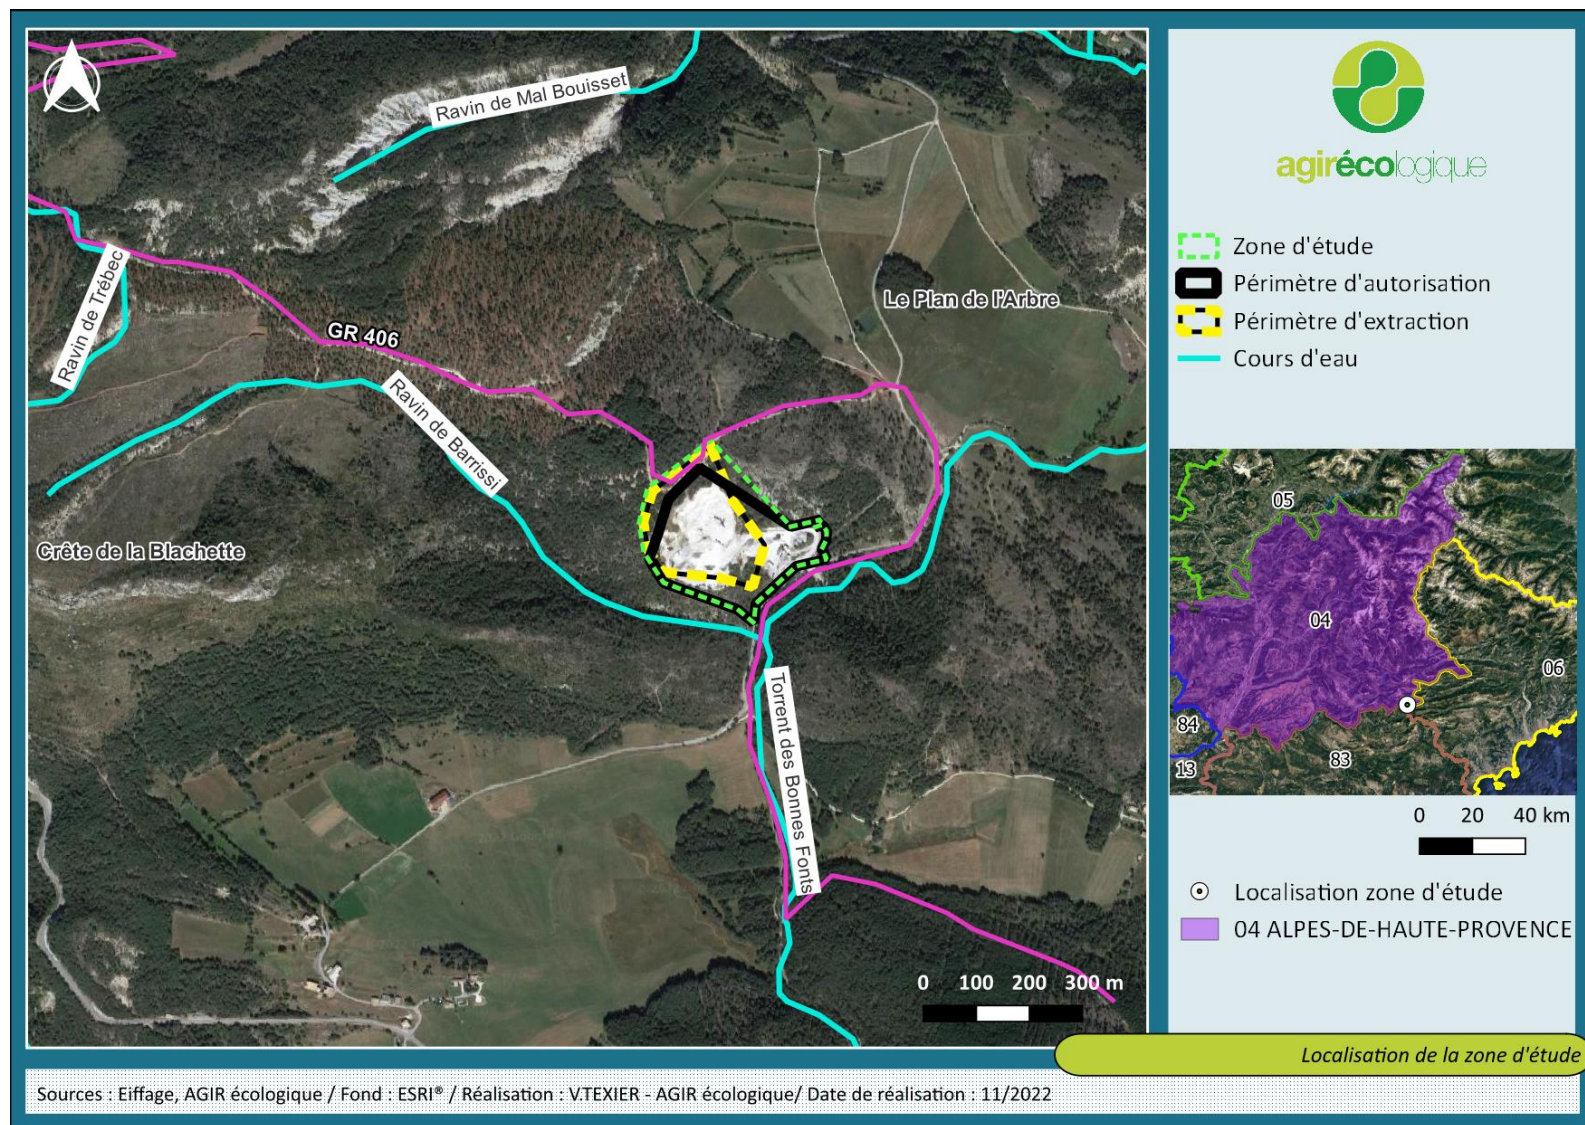 Ravin de Mal Bouisset
Ravin de Trébec
GR 406
Le Plan de l'Arbre
Ravin de Barrissi
Crête de la Blachette
Torrent des Bonnes Fonts
0 100 200 300 m
agirécologique
Zone d'étude
Périmètre d'autorisation
Périmètre d'extraction
Cours d'eau
05
04
06
84
13
83
0 20 40 km
Localisation zone d'étude
04 ALPES-DE-HAUTE-PROVENCE
Localisation de la zone d'étude
Sources : Eiffage, AGIR écologique / Fond : ESRI® / Réalisation : V.TEXIER - AGIR écologique/ Date de réalisation : 11/2022